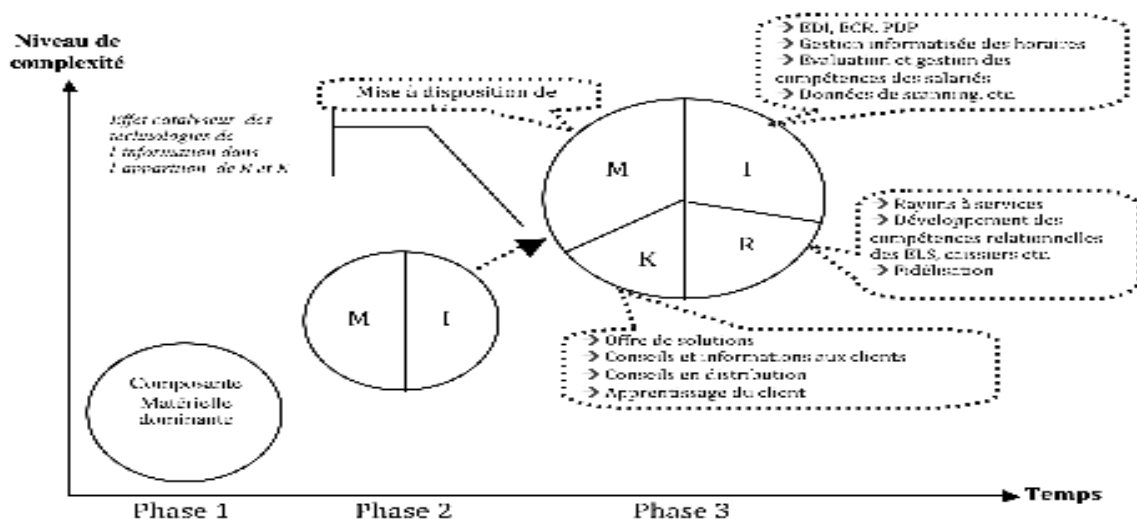 Niveau de
complexité
Effet catalyseur des
technologies de
l information dans
l apparition de R et K
Mise à disposition de
→ EDI, ECR, PDP
→ Gestion informatisée des horaires
→ Evaluation et gestion des
compétences des salariés
→ Données de scanning, etc.
M
I
K
R
→ Rayons à services
→ Développement des
compétences relationnelles
des ELS, caissiers etc.
→ Fidélisation
M
I
→ Offre de solutions
→ Conseils et informations aux clients
→ Conseils en distribution
→ Apprentissage du client
Composante
Matérielle
dominante
Temps
Phase 1
Phase 2
Phase 3